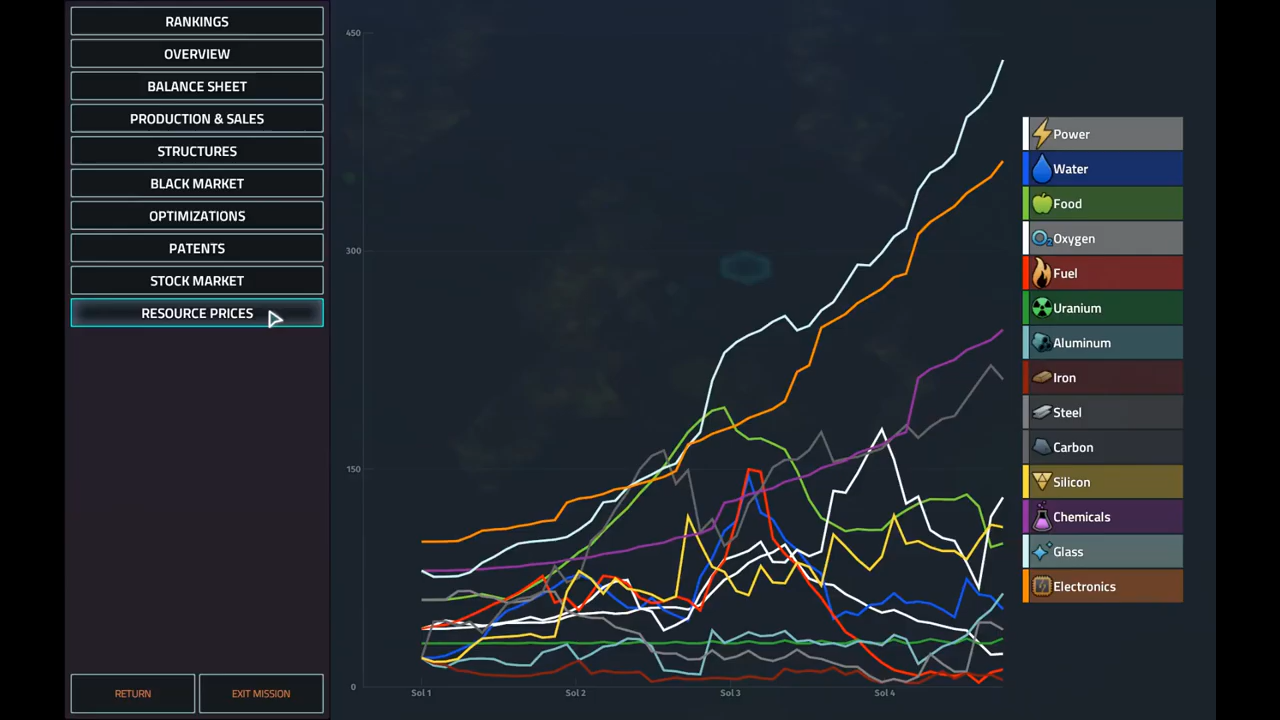 RANKINGS
OVERVIEW
BALANCE SHEET
PRODUCTION & SALES
STRUCTURES
BLACK MARKET
OPTIMIZATIONS
PATENTS
STOCK MARKET
RESOURCE PRICES
RETURN
EXIT MISSION
450
300
150
0
Sol 1
Sol 2
Sol 3
Sol 4
Power
Water
Food
O2
Oxygen
Fuel
Uranium
Aluminum
Iron
Steel
Carbon
Silicon
Chemicals
Glass
Electronics